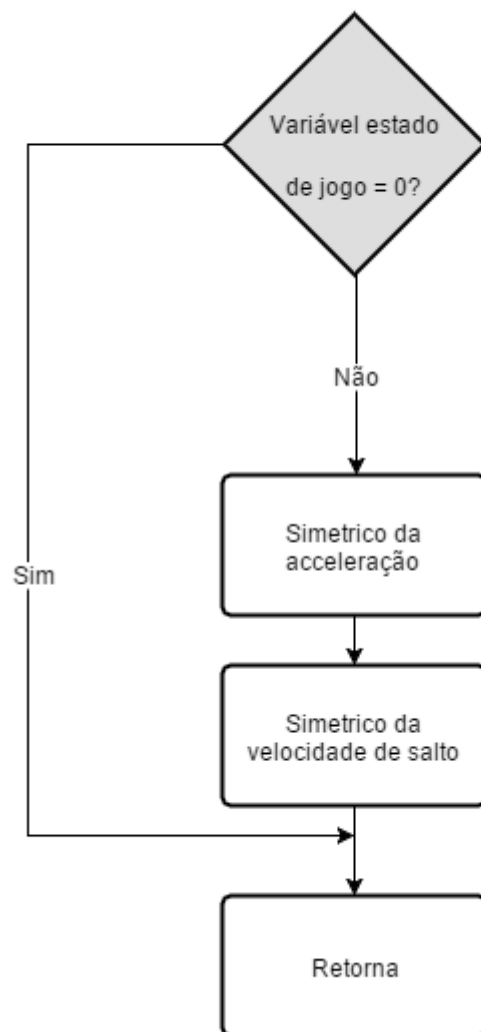 Variável estado
de jogo = 0?
Não
Simetrico da
acceleração
Sim
Simetrico da
velocidade de salto
Retorna